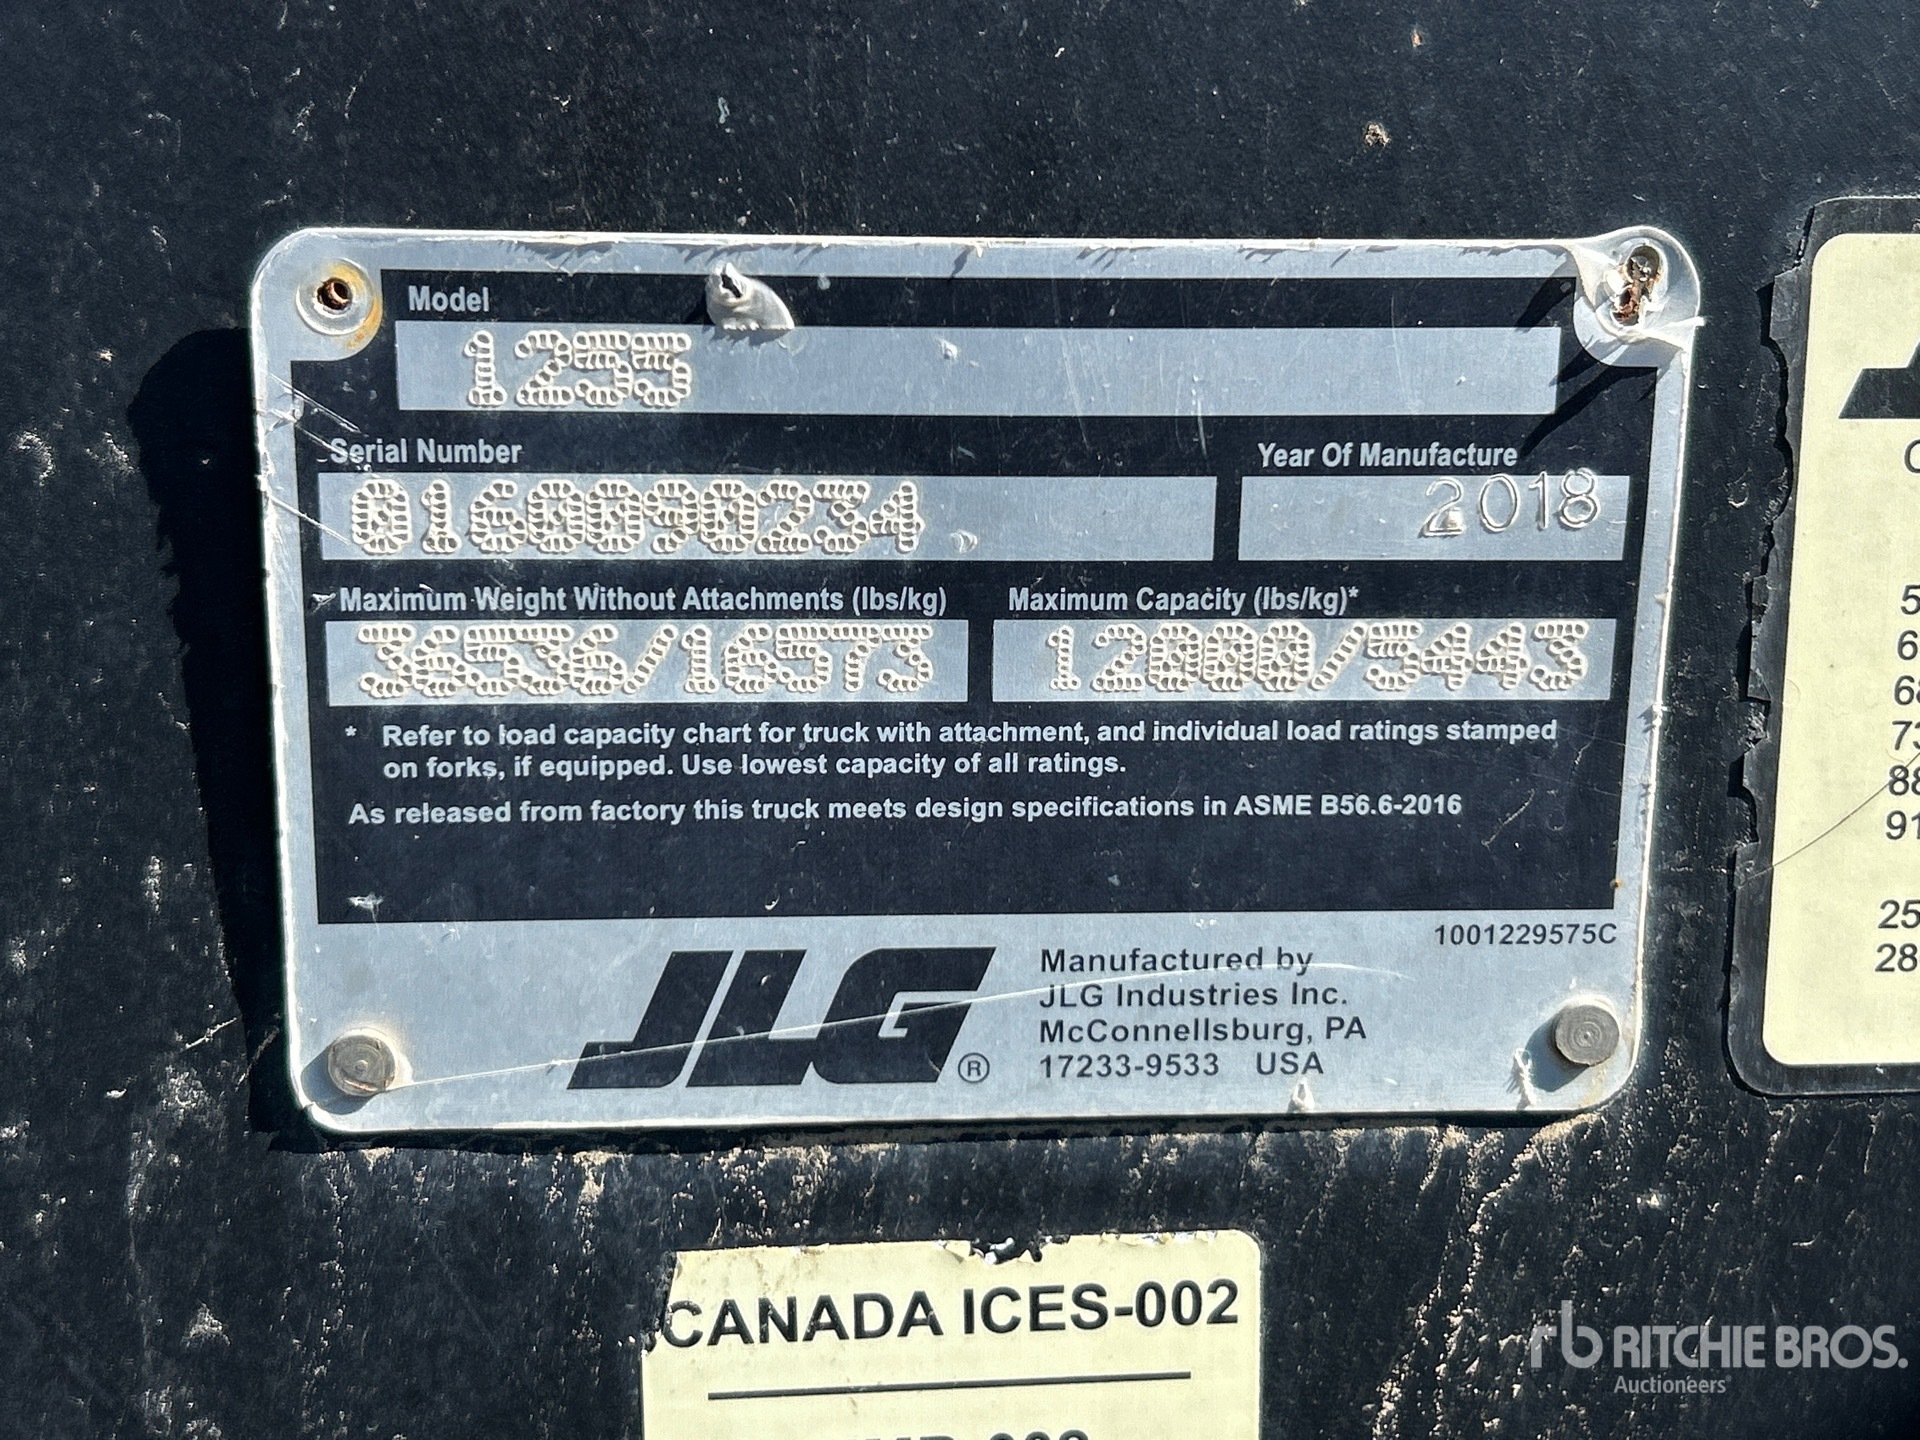 Model
1255
Serial Number
Year Of Manufacture
0160090234
2018
Maximum Weight Without Attachments (lbs/kg)
Maximum Capacity (lbs/kg)*
36536/16573
12000/5443
* Refer to load capacity chart for truck with attachment, and individual load ratings stamped
on forks, if equipped. Use lowest capacity of all ratings.
As released from factory this truck meets design specifications in ASME B56.6-2016
1001229575C
JLG®
Manufactured by
JLG Industries Inc.
McConnellsburg, PA
17233-9533 USA
CANADA ICES-002
rb RITCHIE BROS.
Auctioneers